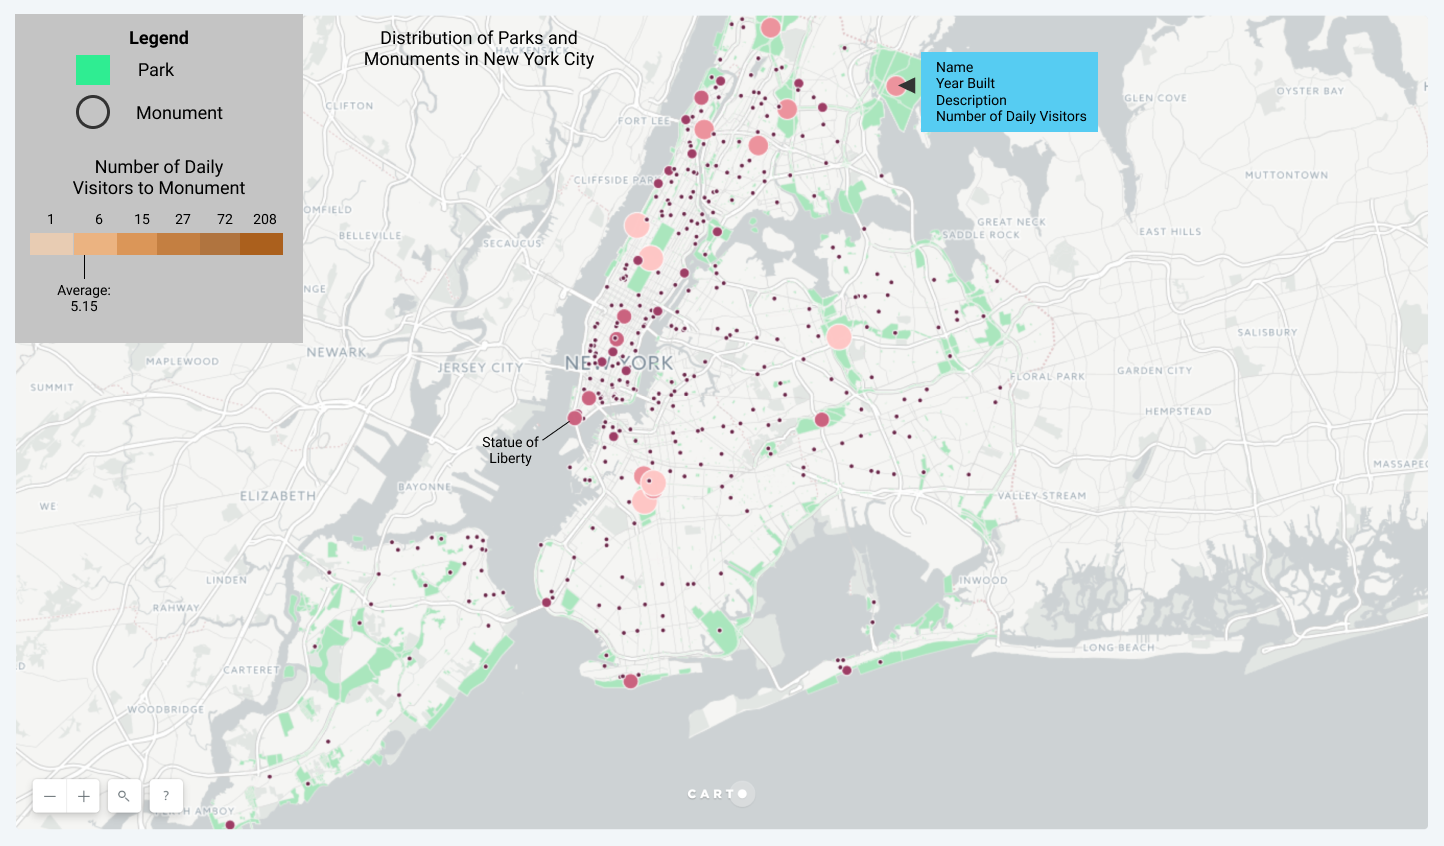 Legend
Park
Monument
Number of Daily
Visitors to Monument
1 6 15 27 72 208
Average:
5.15
Distribution of Parks and
Monuments in New York City
HACKENSACK
Name
Year Built
Description
Number of Daily Visitors
GLEN COVE
OYSTER BAY
CLIFTON
FORT LEE
CLIFFSIDE PARK
MUTTONTOWN
OMFIELD
BELLEVILLE
SECAUCUS
GREAT NECK
SADDLE ROCK
EAST HILLS
NGE
NEWARK
MAPLEWOOD
JERSEY CITY
NEW YORK
SALISBURY
SUMMIT
FLORAL PARK
GARDEN CITY
HEMPSTEAD
Statue of
Liberty
MASSAPEQ
BAYONNE
ELIZABETH
VALLEY STREAM
WE
LINDEN
INWOOD
RAHWAY
LONG BEACH
CARTERET
WOODBRIDGE
CARTO
PERTH AMBOY
?